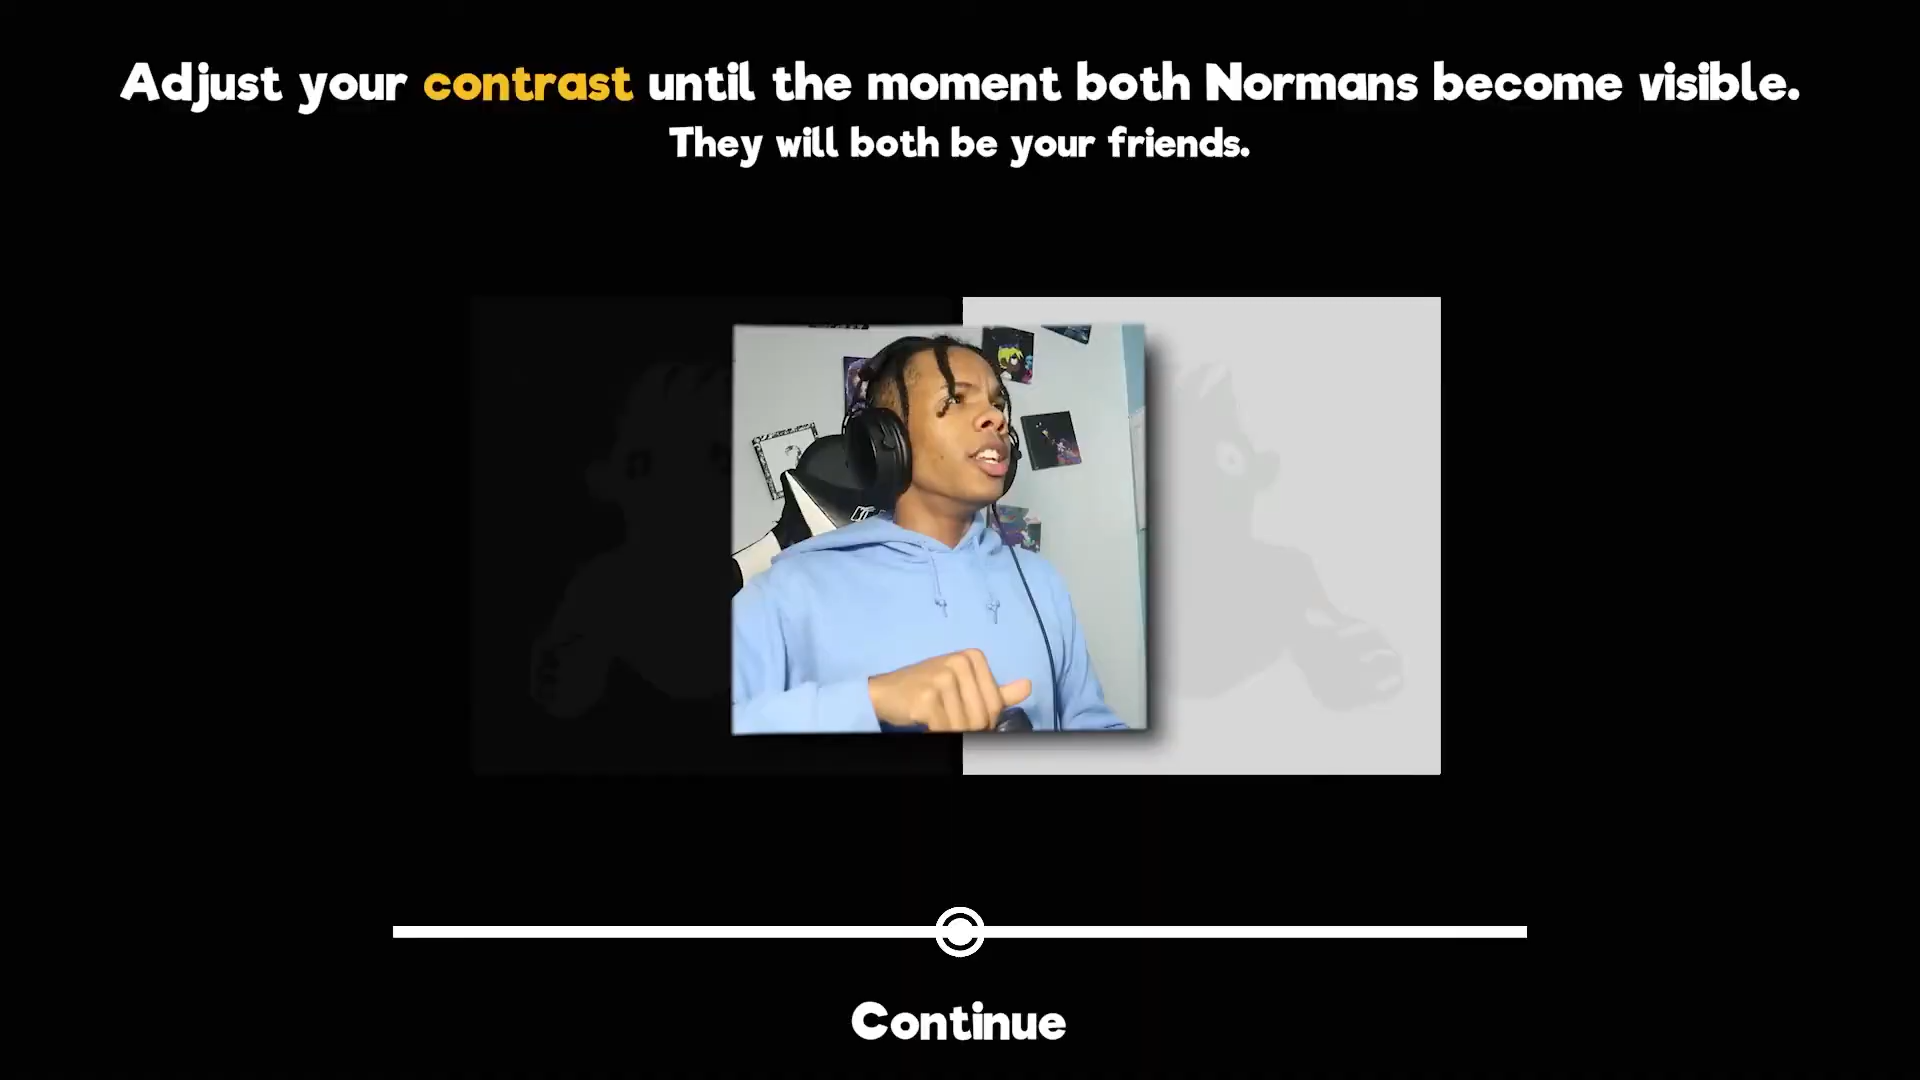 Adjust your contrast until the moment both Normans become visible.
They will both be your friends.
Continue